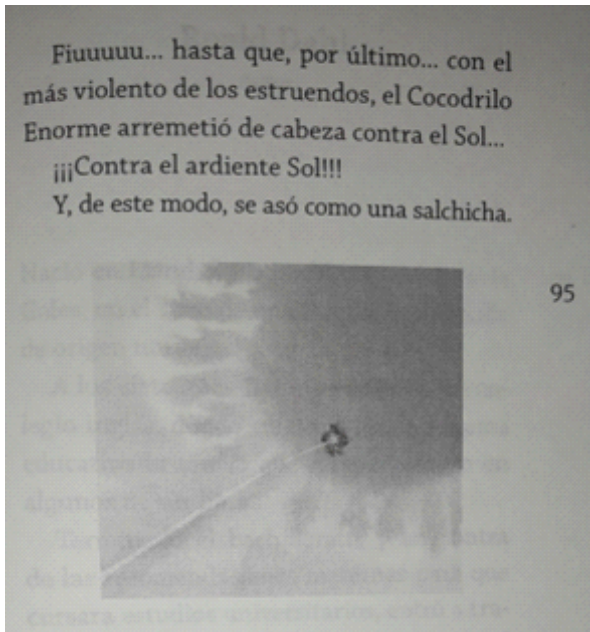 Fiuuuuu... hasta que, por último... con el
más violento de los estruendos, el Cocodrilo
Enorme arremetió de cabeza contra el Sol...
¡¡¡Contra el ardiente Sol!!!
Y, de este modo, se asó como una salchicha.
95